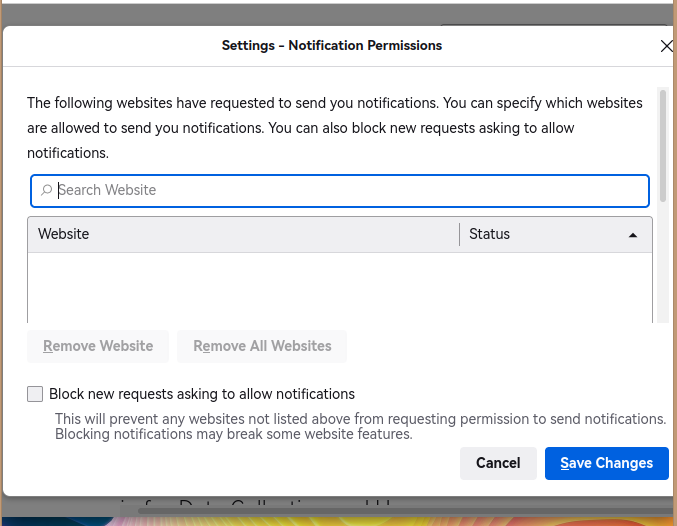 Settings - Notification Permissions
The following websites have requested to send you notifications. You can specify which websites
are allowed to send you notifications. You can also block new requests asking to allow
notifications.
Search Website
Website Status
Remove Website Remove All Websites
Block new requests asking to allow notifications
This will prevent any websites not listed above from requesting permission to send notifications.
Blocking notifications may break some website features.
Cancel Save Changes